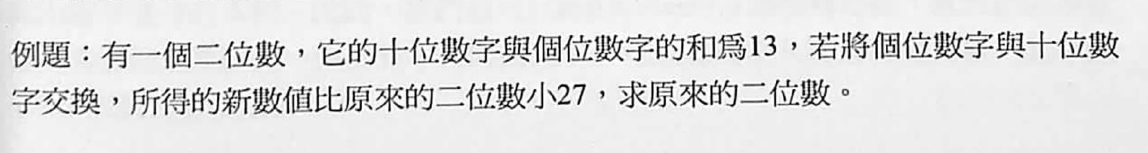 例題：有一個二位數，它的十位數字與個位數字的和爲13，若將個位數字與十位數
字交換，所得的新數值比原來的二位數小27，求原來的二位數。